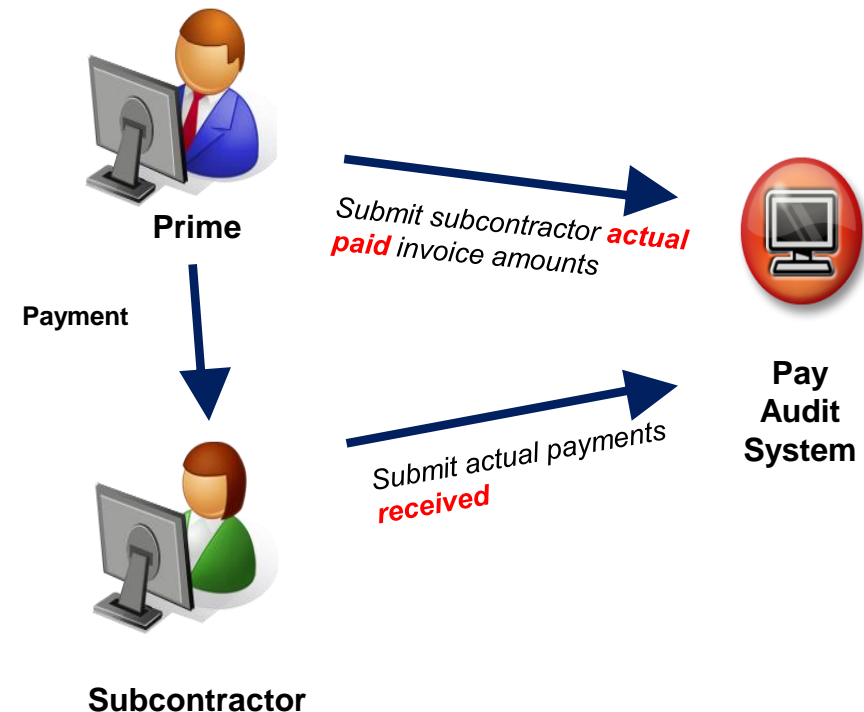 Prime
Submit subcontractor actual
paid invoice amounts
Payment
Pay
Audit
System
Submit actual payments
received
Subcontractor